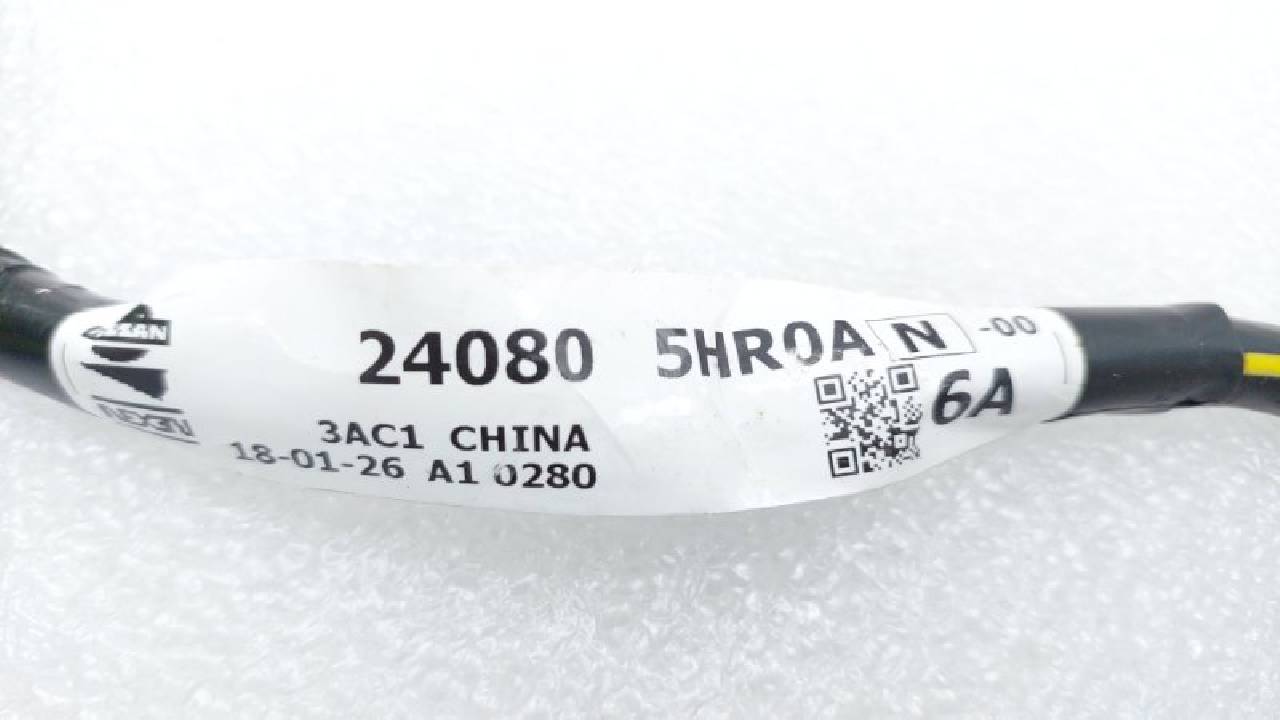 24080 5HR0A N -00
6A
3AC1 CHINA
18-01-26 A1 0280